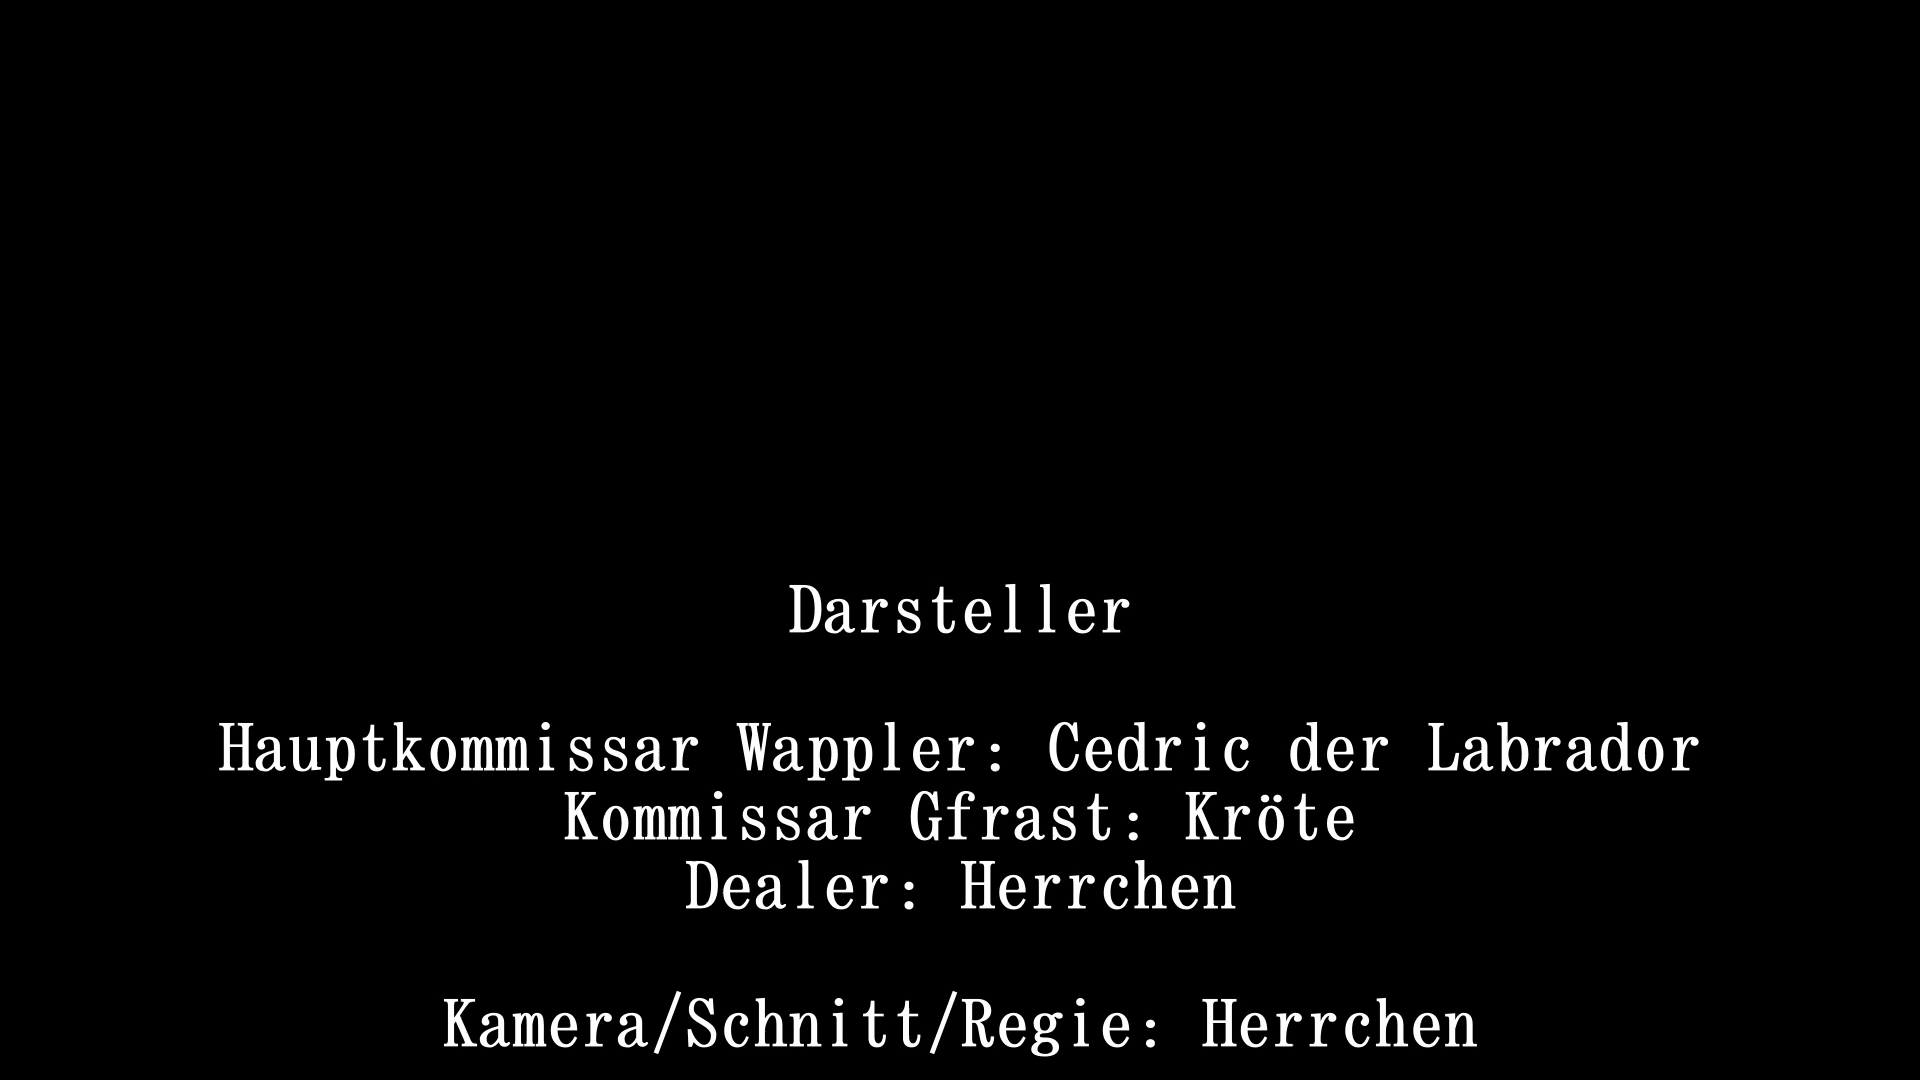 Darsteller
Hauptkommissar Wappler: Cedric der Labrador
Kommissar Gfrast: Kröte
Dealer: Herrchen
Kamera/Schnitt/Regie: Herrchen